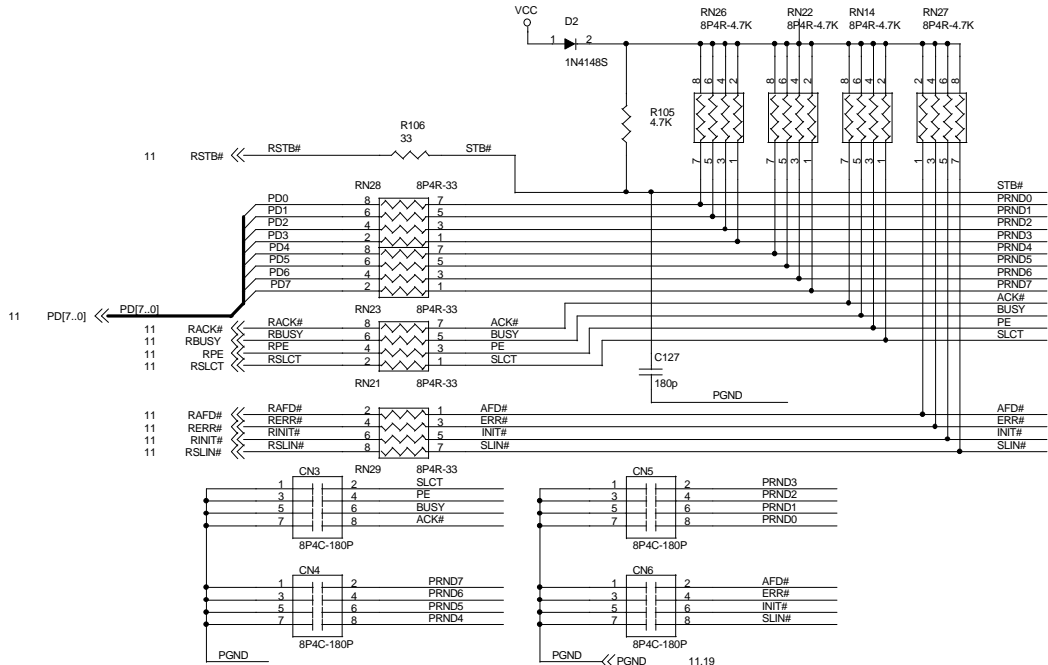 VCC
D2
1 2
1N4148S
RN26
8P4R-4.7K
RN22
8P4R-4.7K
RN14
8P4R-4.7K
RN27
8P4R-4.7K
8 6 4 2
8 6 4 2
8 6 4 2
2 4 6 8
R105
4.7K
7 5 3 1
7 5 3 1
7 5 3 1
1 3 5 7
R106
33
11 RSTB# RSTB# STB#
STB#
RN28 8P4R-33
PD0 8 7 PRND0
PD1 6 5 PRND1
PD2 4 3 PRND2
PD3 2 1 PRND3
PD4 8 7 PRND4
PD5 6 5 PRND5
PD6 4 3 PRND6
PD7 2 1 PRND7
11 PD[7..0] PD[7..0]
RN23 8P4R-33
ACK#
BUSY
PE
SLCT
11 RACK# RACK# 8 7 ACK#
11 RBUSY RBUSY 6 5 BUSY
11 RPE RPE 4 3 PE
11 RSLCT RSLCT 2 1 SLCT
RN21 8P4R-33
C127
180p
PGND
11 RAFD# RAFD# 2 1 AFD# AFD#
11 RERR# RERR# 4 3 ERR# ERR#
11 RINIT# RINIT# 6 5 INIT# INIT#
11 RSLIN# RSLIN# 8 7 SLIN# SLIN#
RN29 8P4R-33
CN3
1 2 SLCT
3 4 PE
5 6 BUSY
7 8 ACK#
8P4C-180P
CN5
1 2 PRND3
3 4 PRND2
5 6 PRND1
7 8 PRND0
8P4C-180P
CN4
1 2 PRND7
3 4 PRND6
5 6 PRND5
7 8 PRND4
8P4C-180P
PGND
CN6
1 2 AFD#
3 4 ERR#
5 6 INIT#
7 8 SLIN#
8P4C-180P
PGND PGND 11,19